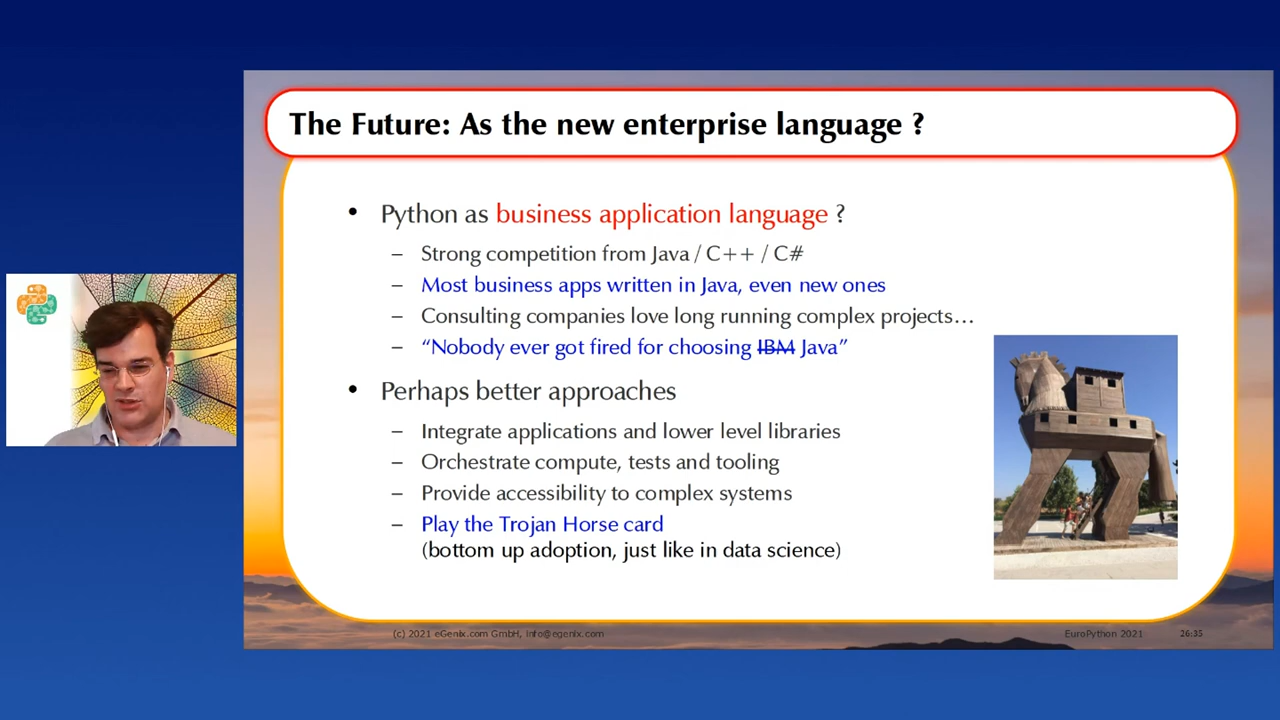 The Future: As the new enterprise language ?
• Python as business application language ?
– Strong competition from Java / C++ / C#
– Most business apps written in Java, even new ones
– Consulting companies love long running complex projects…
– “Nobody ever got fired for choosing IBM Java”
• Perhaps better approaches
– Integrate applications and lower level libraries
– Orchestrate compute, tests and tooling
– Provide accessibility to complex systems
– Play the Trojan Horse card
(bottom up adoption, just like in data science)
(c) 2021 eGenix.com GmbH, info@egenix.com
EuroPython 2021
26:35